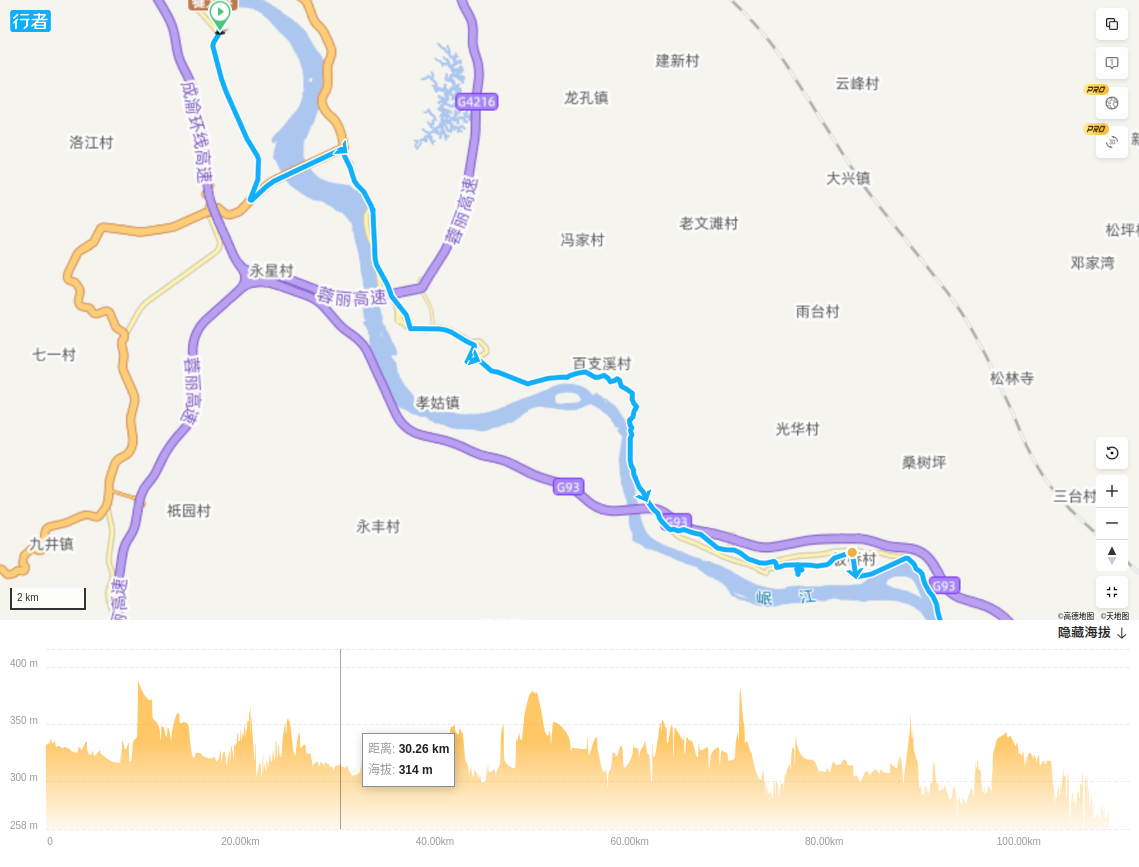 行者
建新村
云峰村
PRO
龙孔镇
G4216
成渝环线高速
PRO
3D
洛江村
大兴镇
蓉丽高速
老文滩村
冯家村
松坪村
邓家湾
永星村
蓉丽高速
雨台村
七一村
百支溪村
松林寺
蓉丽高速
孝姑镇
光华村
桑树坪
G93
三台村
祇园村
G93
永丰村
九井镇
G93
岷 江
2 km
©高德地图 ©天地图
隐藏海拔
400 m
350 m
300 m
258 m
距离: 30.26 km
海拔: 314 m
0 20.00km 40.00km 60.00km 80.00km 100.00km